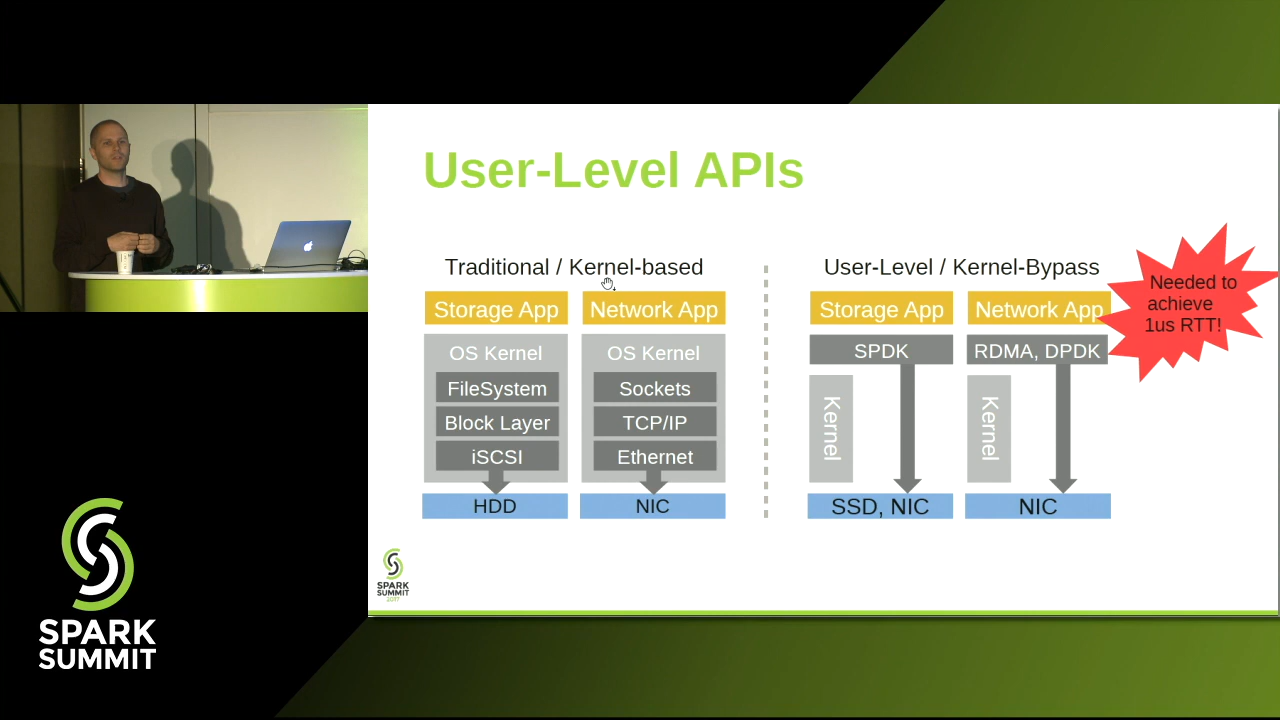 User-Level APIs
Traditional / Kernel-based
Storage App
Network App
OS Kernel
FileSystem
Block Layer
iSCSI
HDD
OS Kernel
Sockets
TCP/IP
Ethernet
NIC
User-Level / Kernel-Bypass
Storage App
Network App
SPDK
RDMA, DPDK
Kernel
Kernel
SSD, NIC
NIC
Needed to
achieve
1us RTT!
SPARK
SUMMIT
2017
SPARK
SUMMIT